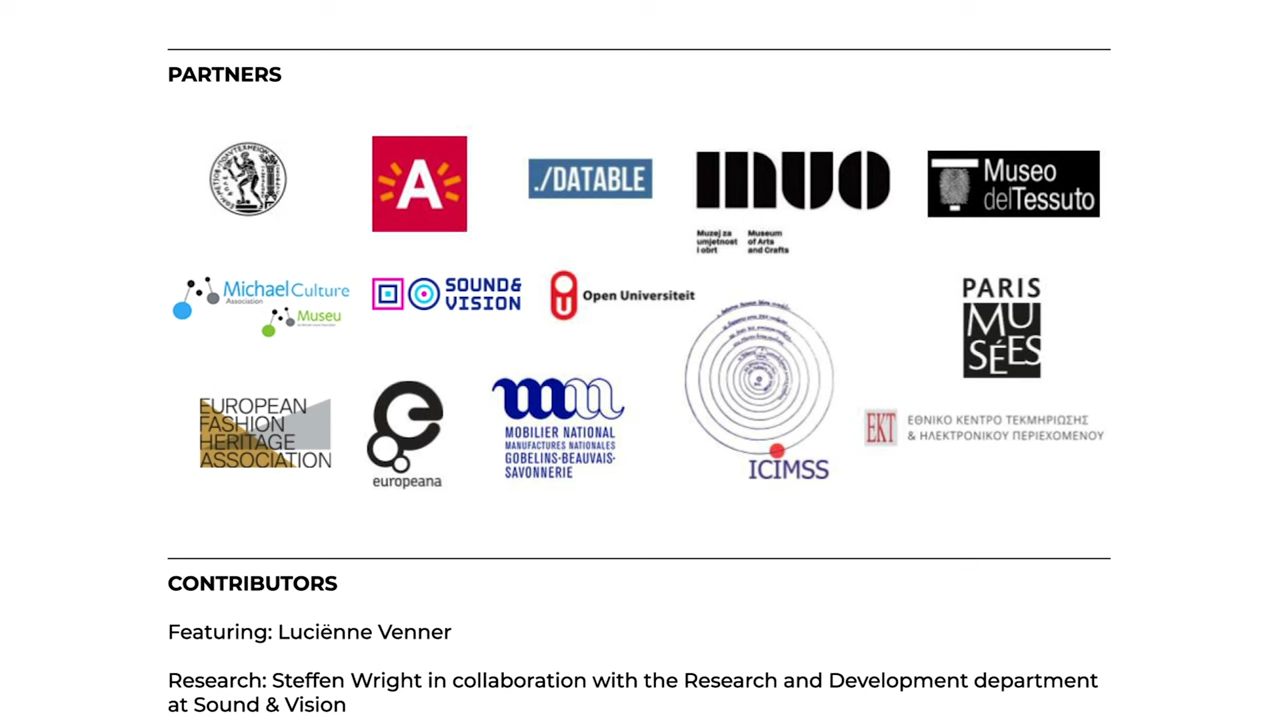 PARTNERS
A
./DATABLE
muo
Muzej za
umjetnost
i obrt
Museum
of Arts
and Crafts
Museo
delTessuto
Michael Culture
Association
Museu
SOUND&
VISION
OU
Open Universiteit
PARIS
MUSÉES
EUROPEAN
FASHION
HERITAGE
ASSOCIATION
europeana
MOBILIER NATIONAL
MANUFACTURES NATIONALES
GOBELINS-BEAUVAIS-
SAVONNERIE
ICIMSS
EKT
ΕΘΝΙΚΟ ΚΕΝΤΡΟ ΤΕΚΜΗΡΙΩΣΗΣ
& ΗΛΕΚΤΡΟΝΙΚΟΥ ΠΕΡΙΕΧΟΜΕΝΟΥ
CONTRIBUTORS
Featuring: Luciënne Venner
Research: Steffen Wright in collaboration with the Research and Development department
at Sound & Vision